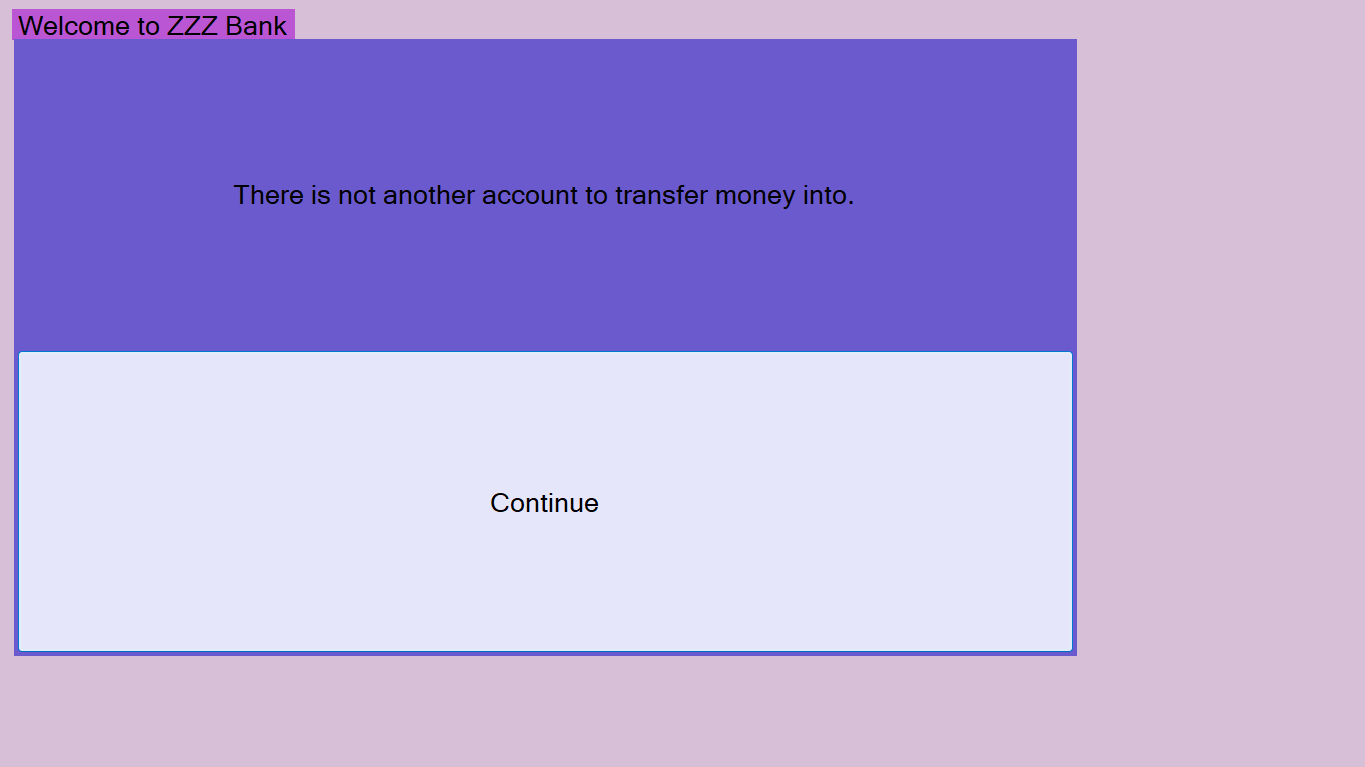 Welcome to ZZZ Bank
There is not another account to transfer money into.
Continue